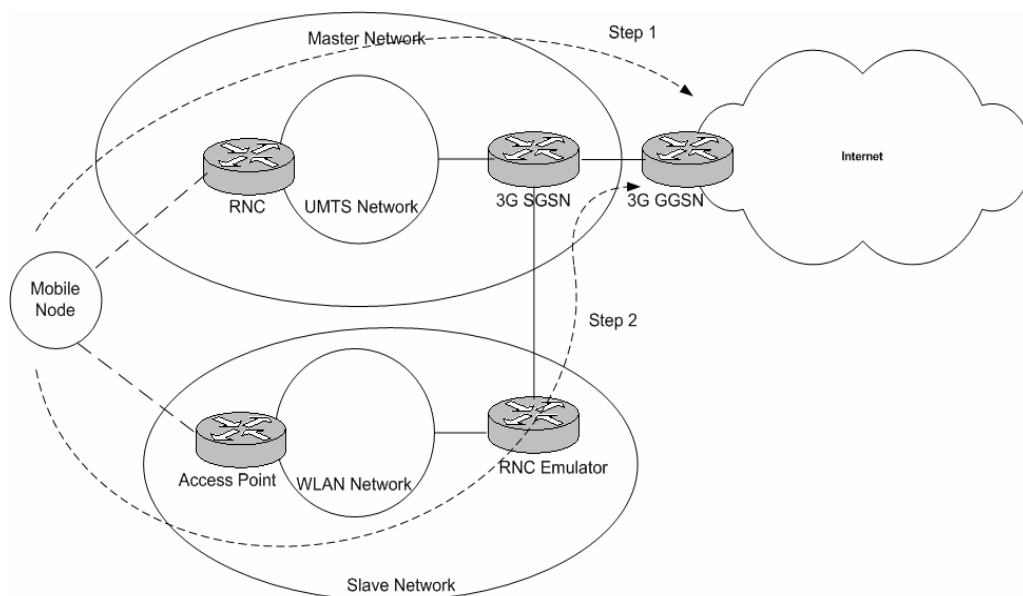 Master Network
Step 1
Internet
RNC
UMTS Network
3G SGSN
3G GGSN
Mobile
Node
Step 2
Access Point
WLAN Network
RNC Emulator
Slave Network